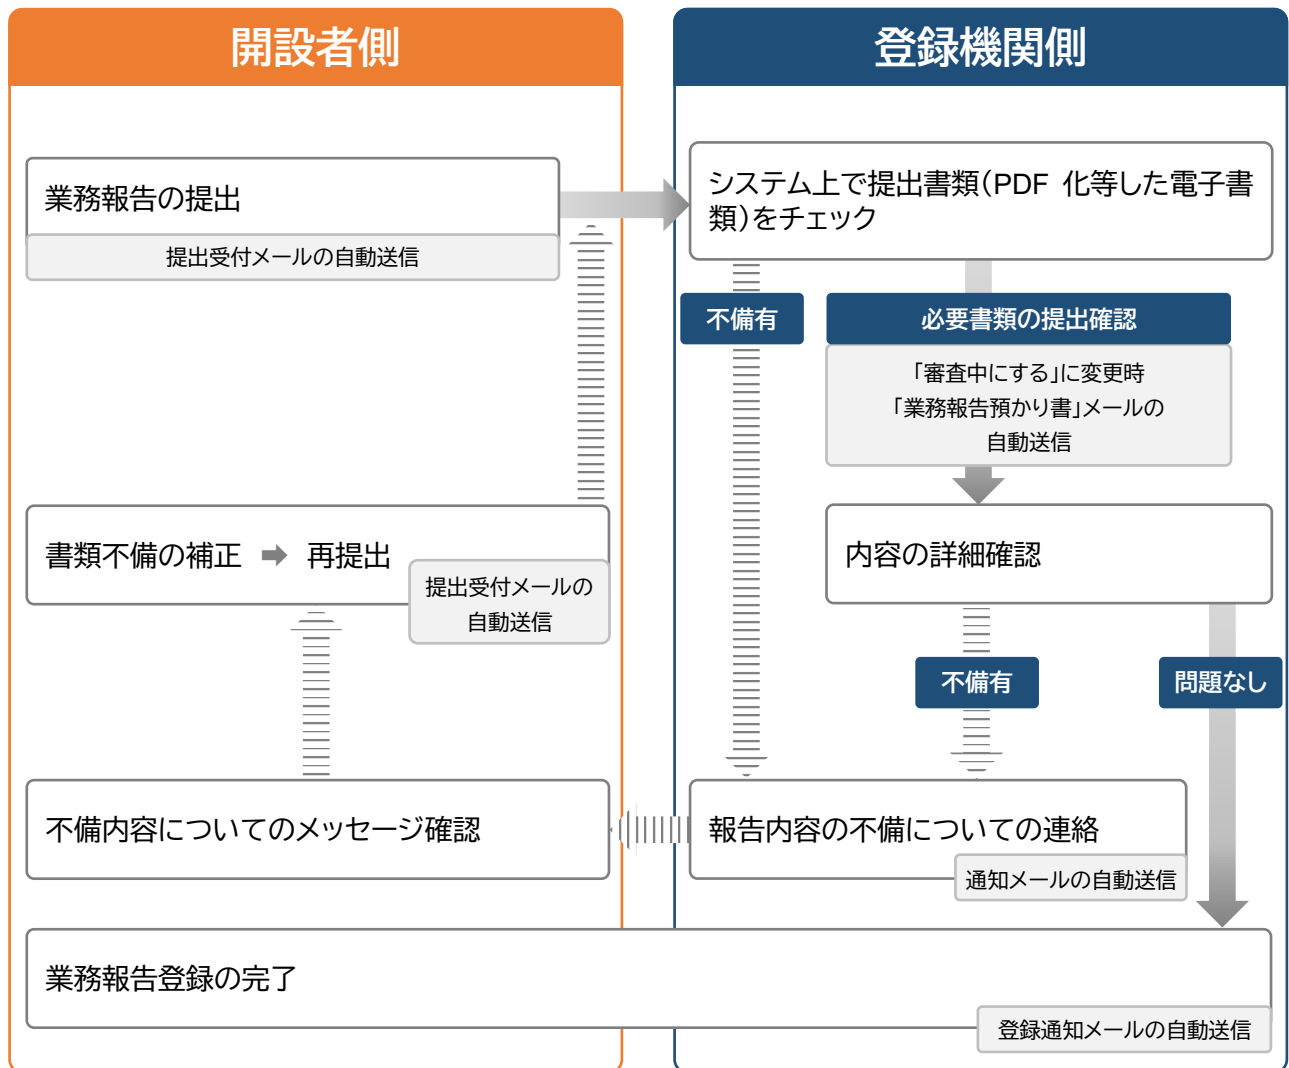 開設者側
登録機関側
業務報告の提出
提出受付メールの自動送信
システム上で提出書類(PDF 化等した電子書
類)をチェック
不備有
必要書類の提出確認
「審査中にする」に変更時
「業務報告預かり書」メールの
自動送信
書類不備の補正 ➡ 再提出
提出受付メールの
自動送信
内容の詳細確認
不備有
問題なし
不備内容についてのメッセージ確認
報告内容の不備についての連絡
通知メールの自動送信
業務報告登録の完了
登録通知メールの自動送信